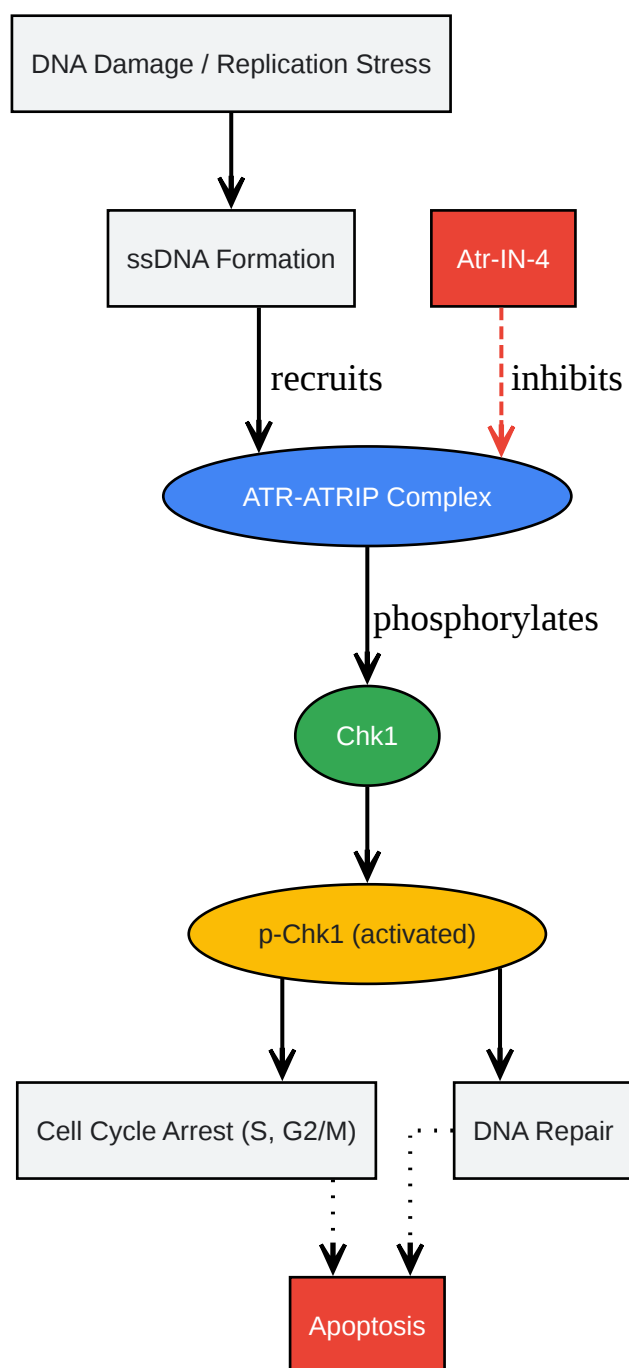 DNA Damage / Replication Stress
ssDNA Formation
Atr-IN-4
recruits
inhibits
ATR-ATRIP Complex
phosphorylates
Chk1
p-Chk1 (activated)
Cell Cycle Arrest (S, G2/M)
DNA Repair
Apoptosis